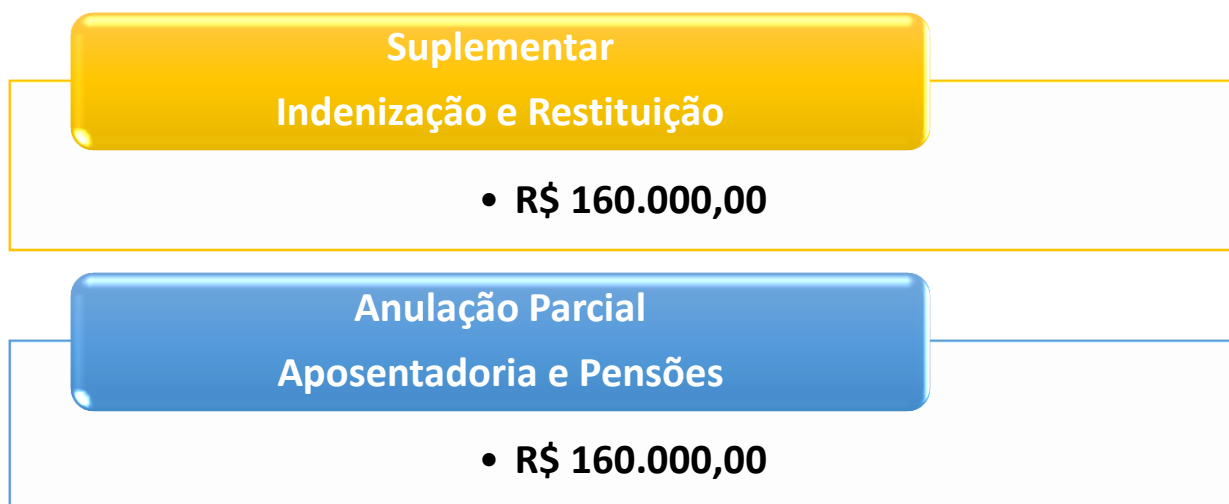 Suplementar
Indenização e Restituição
• R$ 160.000,00
Anulação Parcial
Aposentadoria e Pensões
• R$ 160.000,00